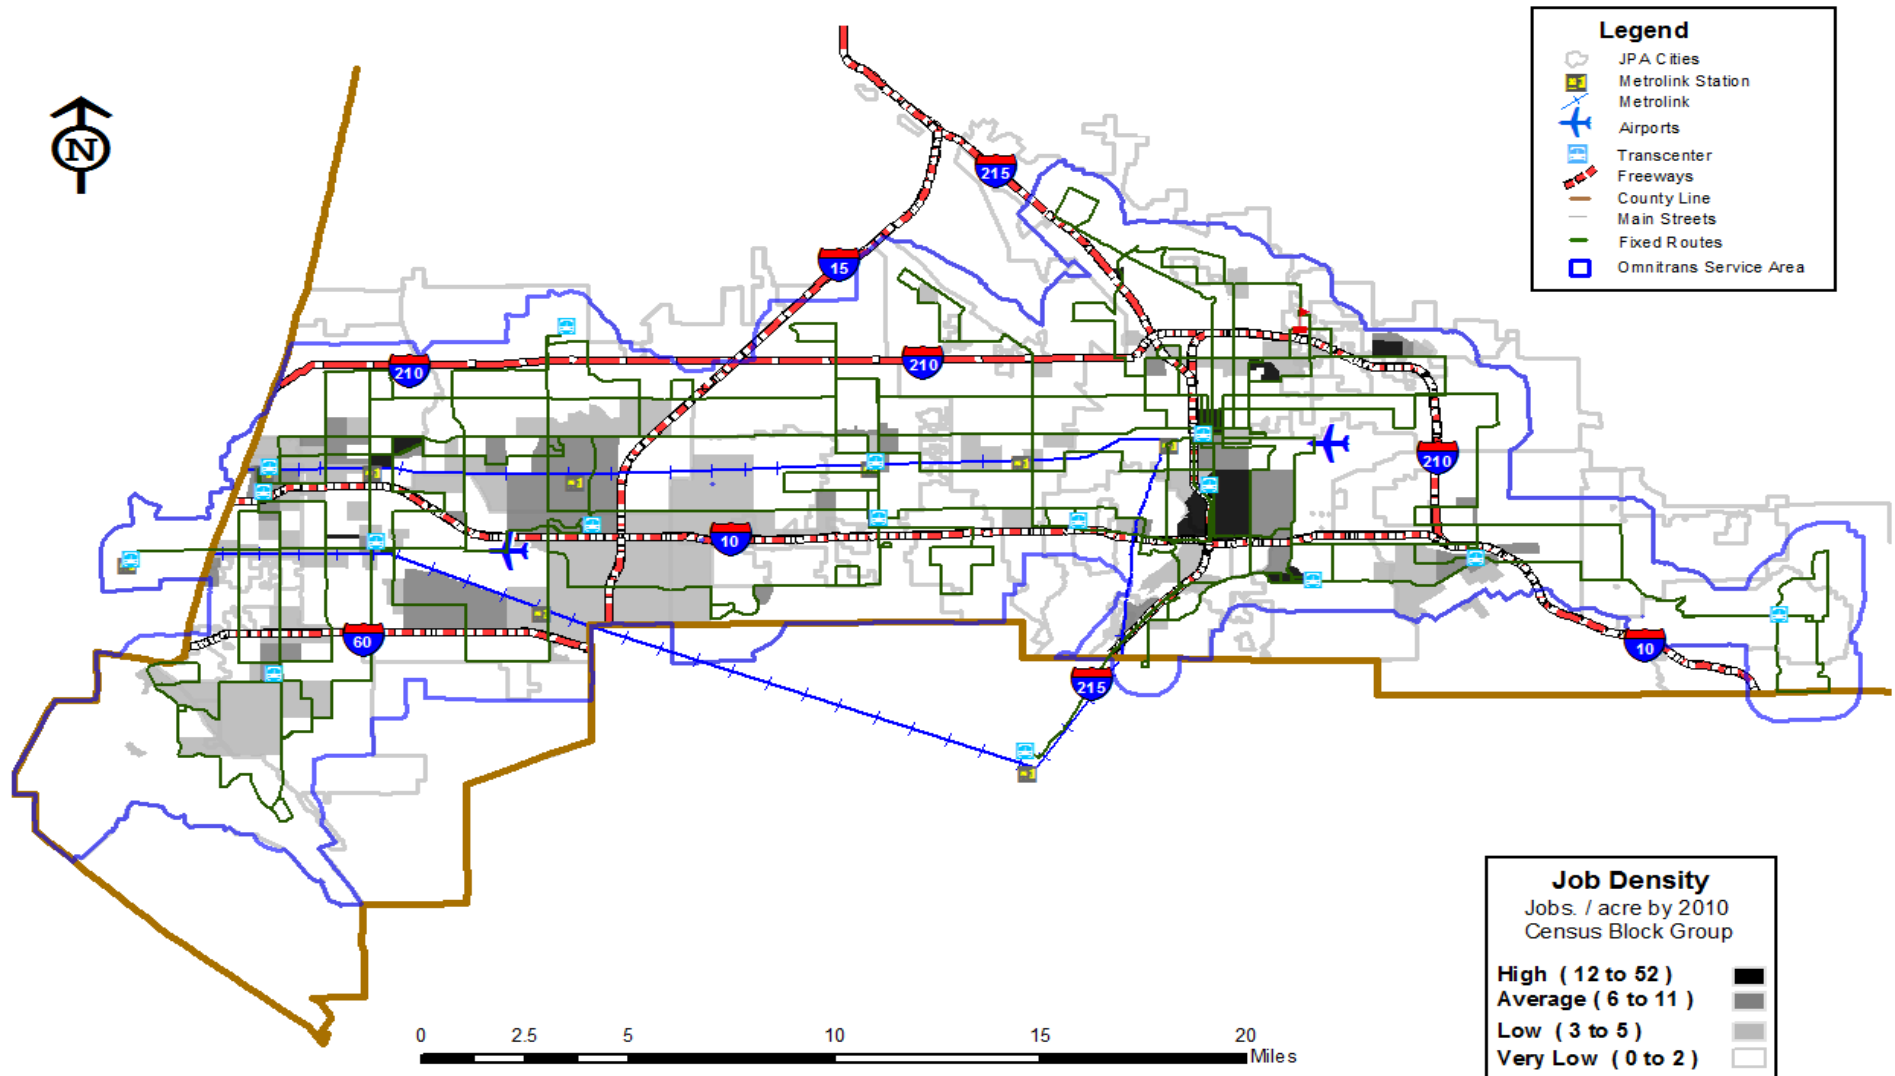 Legend
JPA Cities
Metrolink Station
Metrolink
Airports
Transcenter
Freeways
County Line
Main Streets
Fixed Routes
Omnitrans Service Area
N
215
15
210
210
210
10
60
10
215
Job Density
Jobs. / acre by 2010
Census Block Group
High ( 12 to 52 )
Average ( 6 to 11 )
Low ( 3 to 5 )
Very Low ( 0 to 2 )
0 2.5 5 10 15 20
Miles